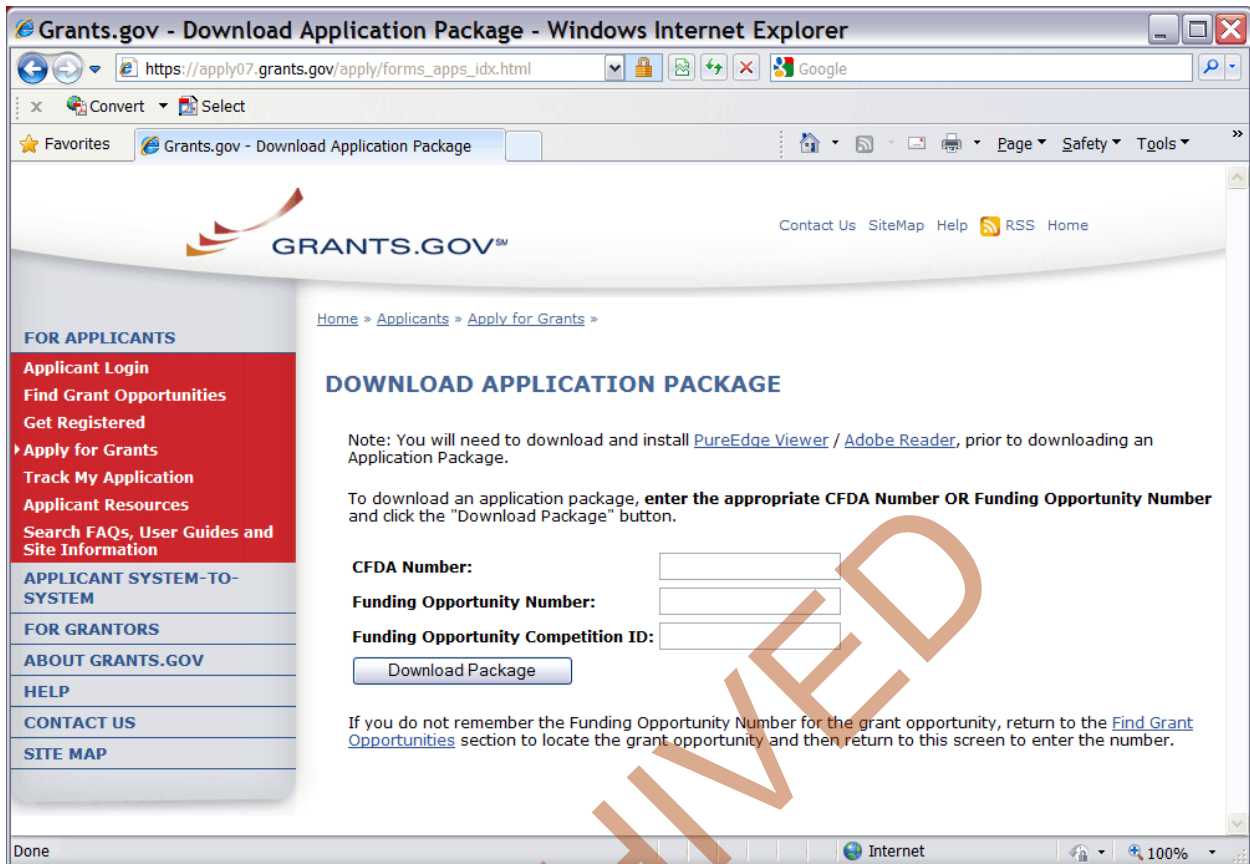 Grants.gov - Download Application Package - Windows Internet Explorer
https://apply07.grants.gov/apply/forms_apps_idx.html
Google
x Convert Select
Favorites Grants.gov - Download Application Package
Page Safety Tools »
GRANTS.GOV℠
Contact Us SiteMap Help RSS Home
Home » Applicants » Apply for Grants »
FOR APPLICANTS
Applicant Login
Find Grant Opportunities
Get Registered
Apply for Grants
Track My Application
Applicant Resources
Search FAQs, User Guides and
Site Information
APPLICANT SYSTEM-TO-
SYSTEM
FOR GRANTORS
ABOUT GRANTS.GOV
HELP
CONTACT US
SITE MAP
DOWNLOAD APPLICATION PACKAGE
Note: You will need to download and install PureEdge Viewer / Adobe Reader, prior to downloading an
Application Package.
To download an application package, enter the appropriate CFDA Number OR Funding Opportunity Number
and click the "Download Package" button.
CFDA Number:
Funding Opportunity Number:
Funding Opportunity Competition ID:
Download Package
If you do not remember the Funding Opportunity Number for the grant opportunity, return to the Find Grant
Opportunities section to locate the grant opportunity and then return to this screen to enter the number.
HIVED
Done
Internet
100%